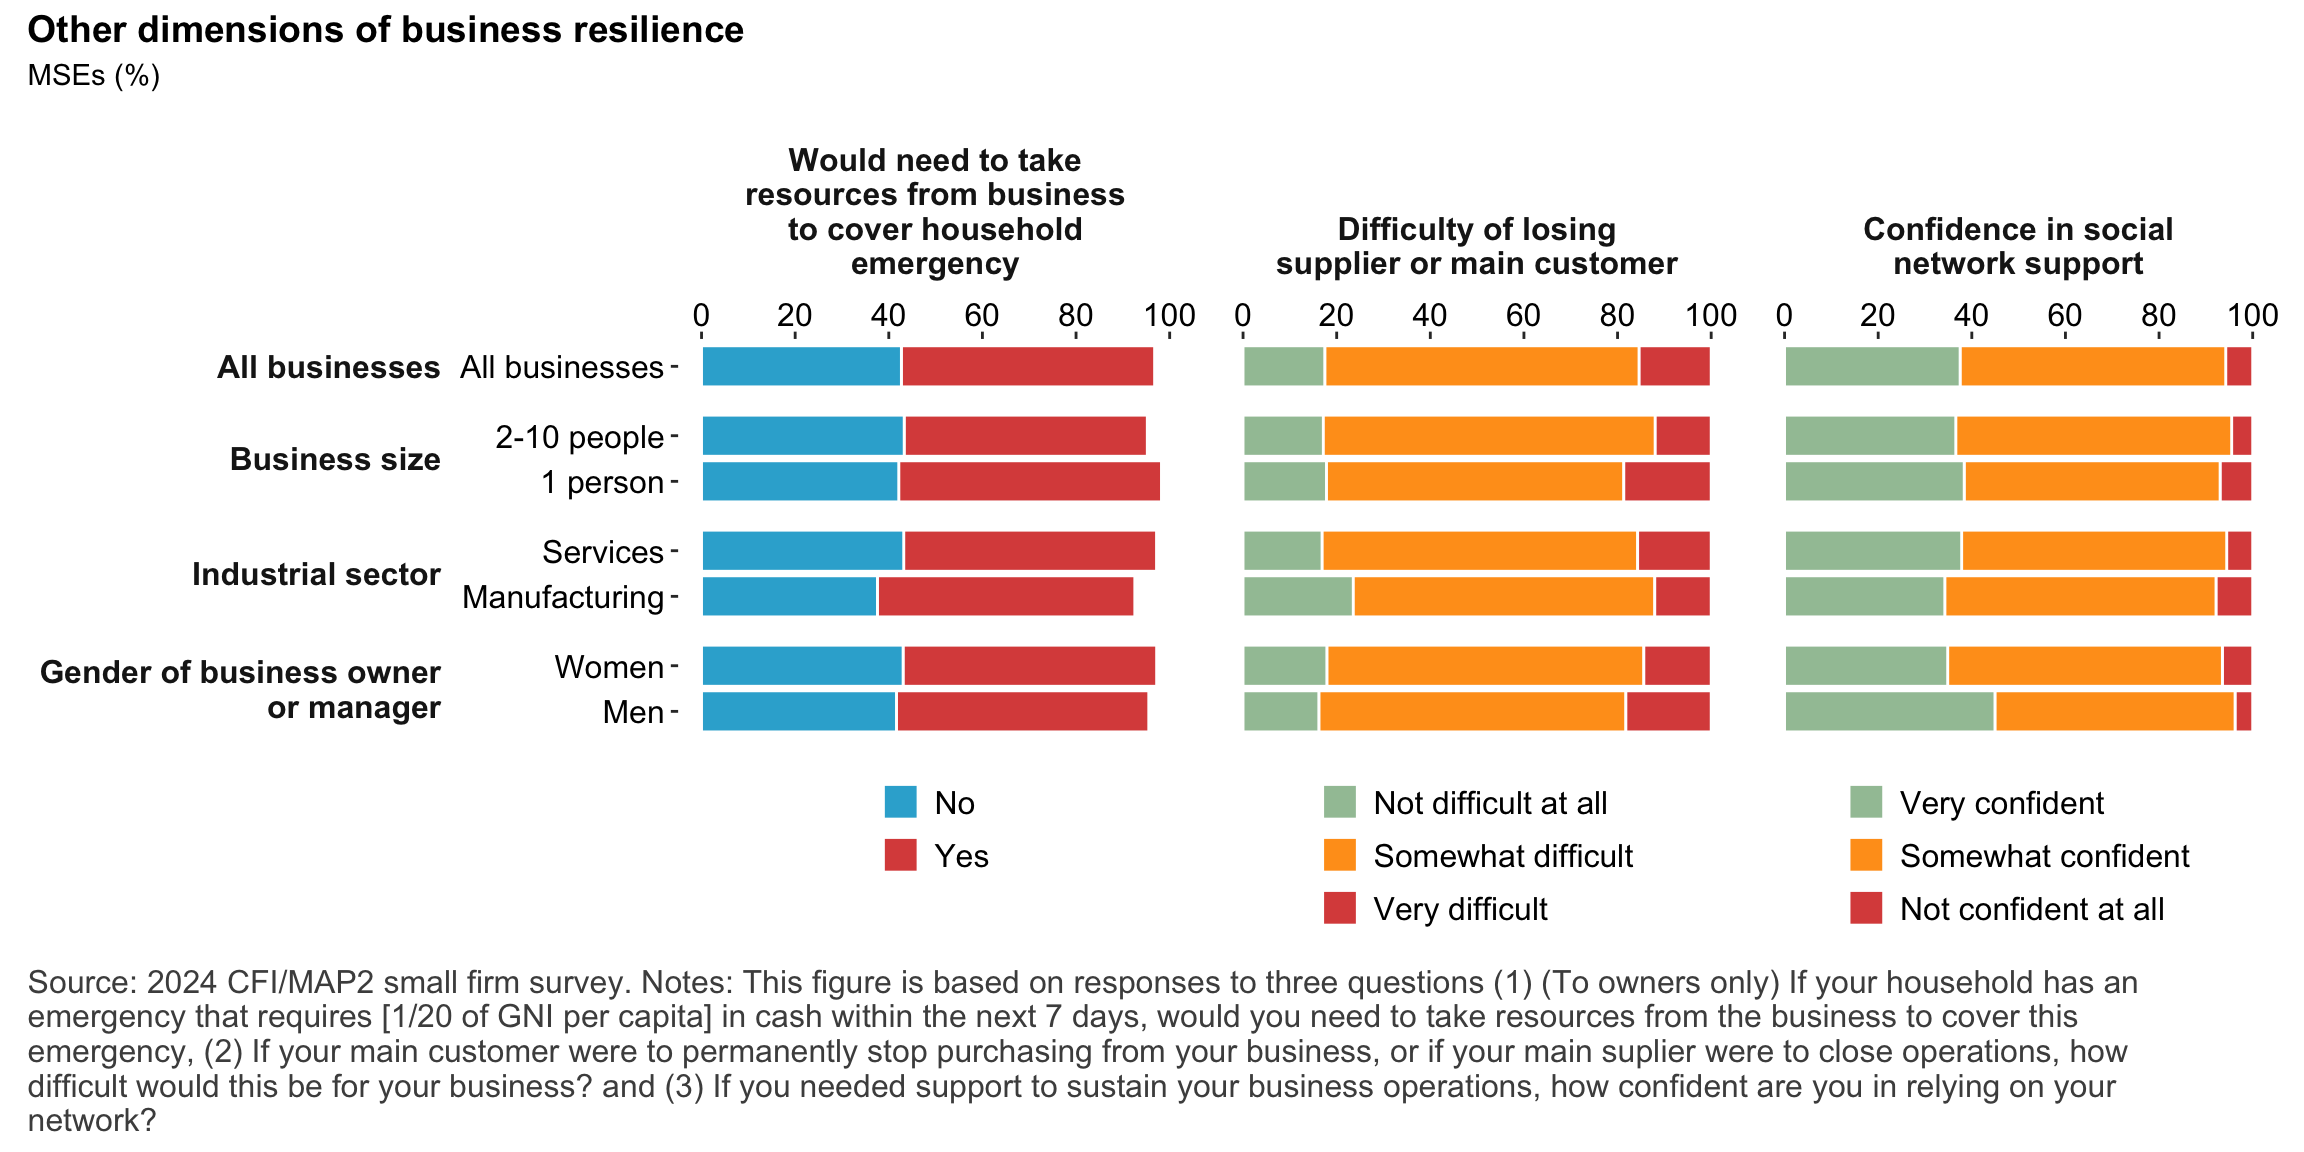 Other dimensions of business resilience
MSEs (%)
Would need to take
resources from business
to cover household
emergency
Difficulty of losing
supplier or main customer
Confidence in social
network support
0 20 40 60 80 100 0 20 40 60 80 100 0 20 40 60 80 100
All businesses All businesses
2-10 people
Business size
1 person
Services
Industrial sector
Manufacturing
Women
Gender of business owner
or manager
Men
No
Yes
Not difficult at all
Somewhat difficult
Very difficult
Very confident
Somewhat confident
Not confident at all
Source: 2024 CFI/MAP2 small firm survey. Notes: This figure is based on responses to three questions (1) (To owners only) If your household has an
emergency that requires [1/20 of GNI per capita] in cash within the next 7 days, would you need to take resources from the business to cover this
emergency, (2) If your main customer were to permanently stop purchasing from your business, or if your main suplier were to close operations, how
difficult would this be for your business? and (3) If you needed support to sustain your business operations, how confident are you in relying on your
network?